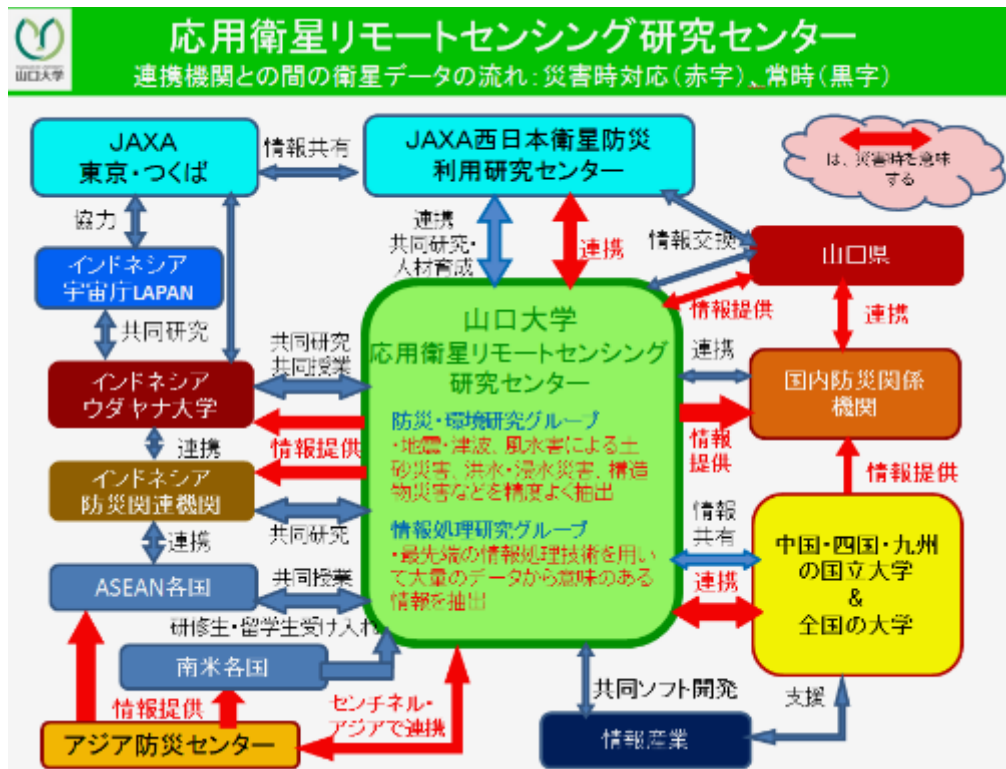 応用衛星リモートセンシング研究センター
連携機関との間の衛星データの流れ:災害時対応(赤字)、常時(黒字)
山口大学
JAXA
東京・つくば
情報共有
JAXA西日本衛星防災
利用研究センター
は、災害時を意味
する
協力
連携
共同研究・
人材育成
連携
情報交換
山口県
インドネシア
宇宙庁LAPAN
情報提供
連携
共同研究
共同研究
共同授業
山口大学
応用衛星リモートセンシング
研究センター
連携
国内防災関係
機関
インドネシア
ウダヤナ大学
防災・環境研究グループ
・地震・津波、風水害による土
砂災害、洪水・浸水災害、構造
物災害などを精度よく抽出
連携
情報提供
情報
提供
情報提供
インドネシア
防災関連機関
共同研究
連携
情報処理研究グループ
・最先端の情報処理技術を用い
て大量のデータから意味のある
情報を抽出
情報
共有
連携
中国・四国・九州
の国立大学
&
全国の大学
ASEAN各国
共同授業
研修生・留学生受け入れ
南米各国
情報提供
センチネル・
アジアで連携
共同ソフト開発
支援
アジア防災センター
情報産業